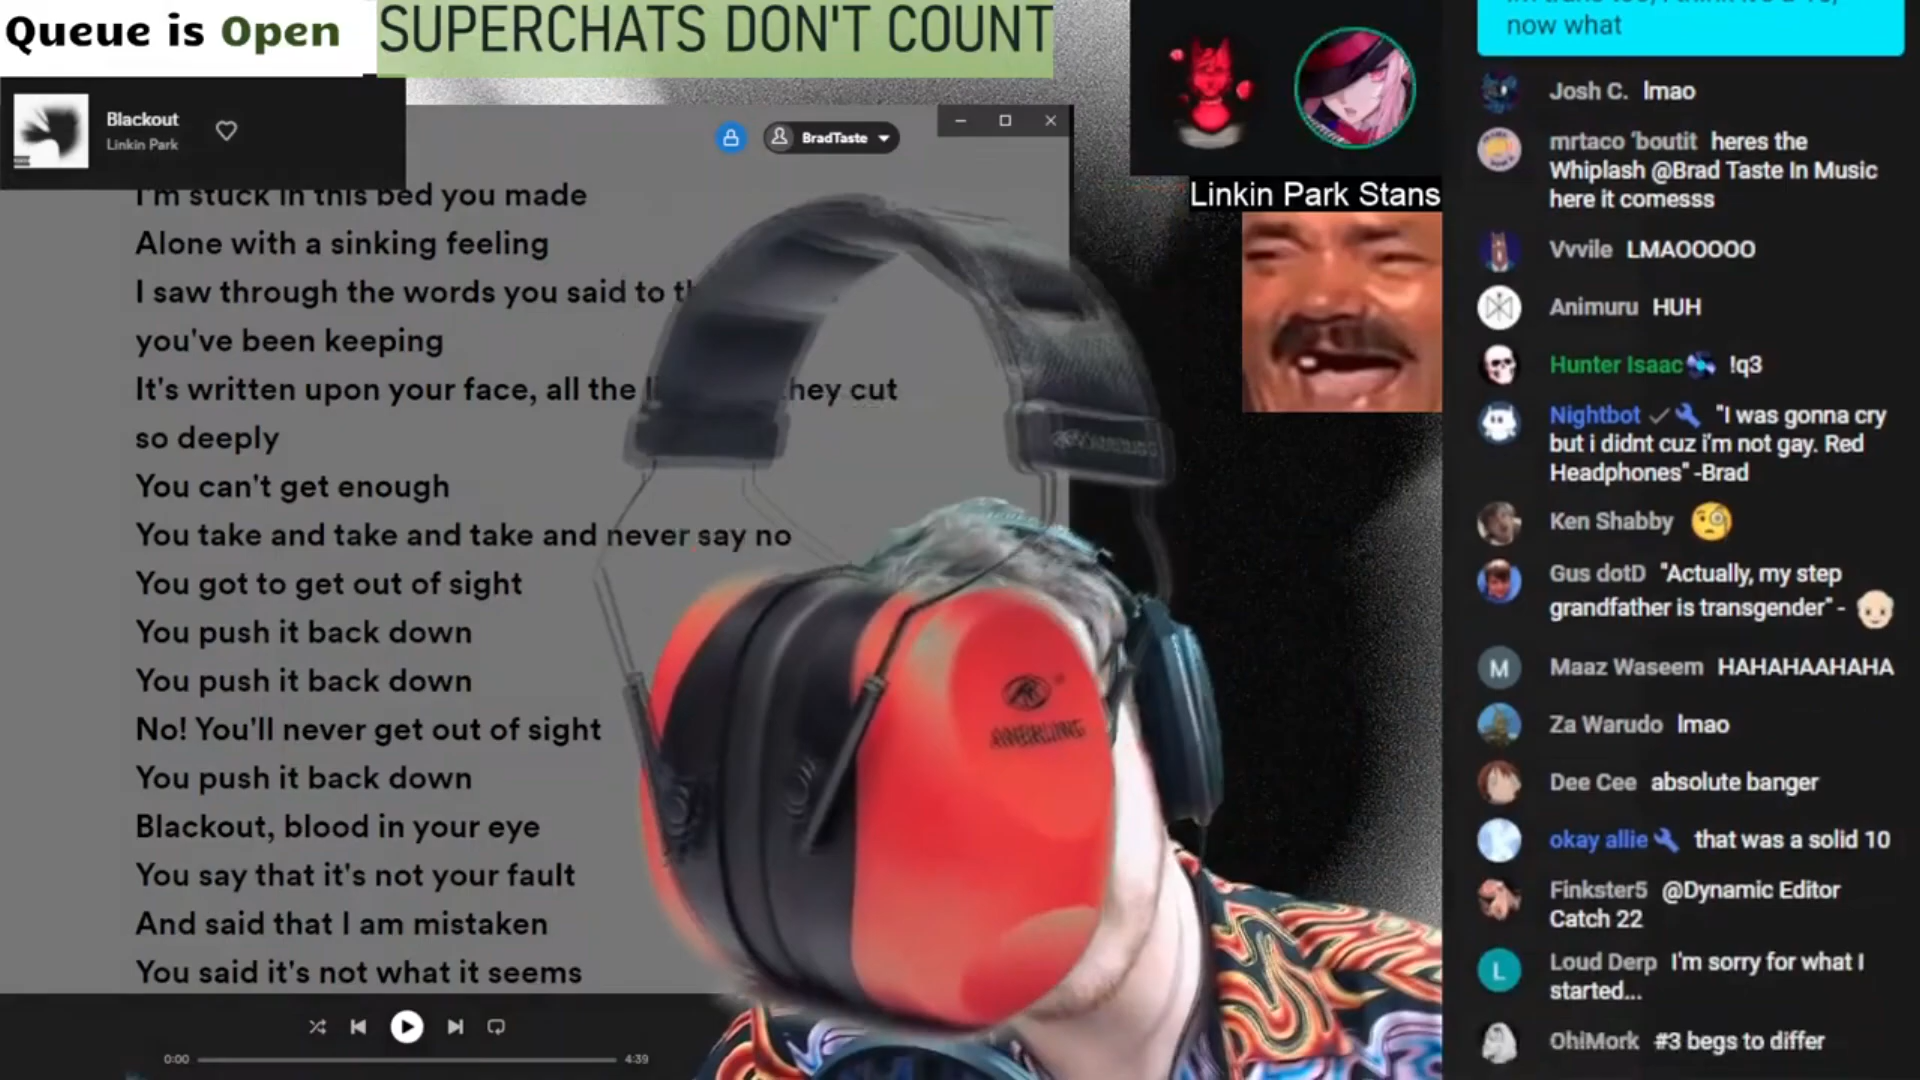 Queue is Open
SUPERCHATS DON'T COUNT
Blackout
Linkin Park
BradTaste
I'm stuck in this bed you made
Alone with a sinking feeling
I saw through the words you said to
you've been keeping
It's written upon your face, all the
they cut
so deeply
You can't get enough
You take and take and take and never say no
You got to get out of sight
You push it back down
You push it back down
No! You'll never get out of sight
You push it back down
Blackout, blood in your eye
You say that it's not your fault
And said that I am mistaken
You said it's not what it seems
0:00
4:39
Linkin Park Stans
now what
Josh C. lmao
mrtaco 'boutit heres the
Whiplash @Brad Taste In Music
here it comesss
Vvvile LMAOOOOO
Animuru HUH
Hunter Isaac !q3
Nightbot "I was gonna cry
but i didnt cuz i'm not gay. Red
Headphones" -Brad
Ken Shabby
Gus dotD "Actually, my step
grandfather is transgender" -
M
Maaz Waseem HAHAHAAHAHA
Za Warudo lmao
Dee Cee absolute banger
okay allie that was a solid 10
Finkster5 @Dynamic Editor
Catch 22
L
Loud Derp I'm sorry for what I
started...
OhiMork #3 begs to differ